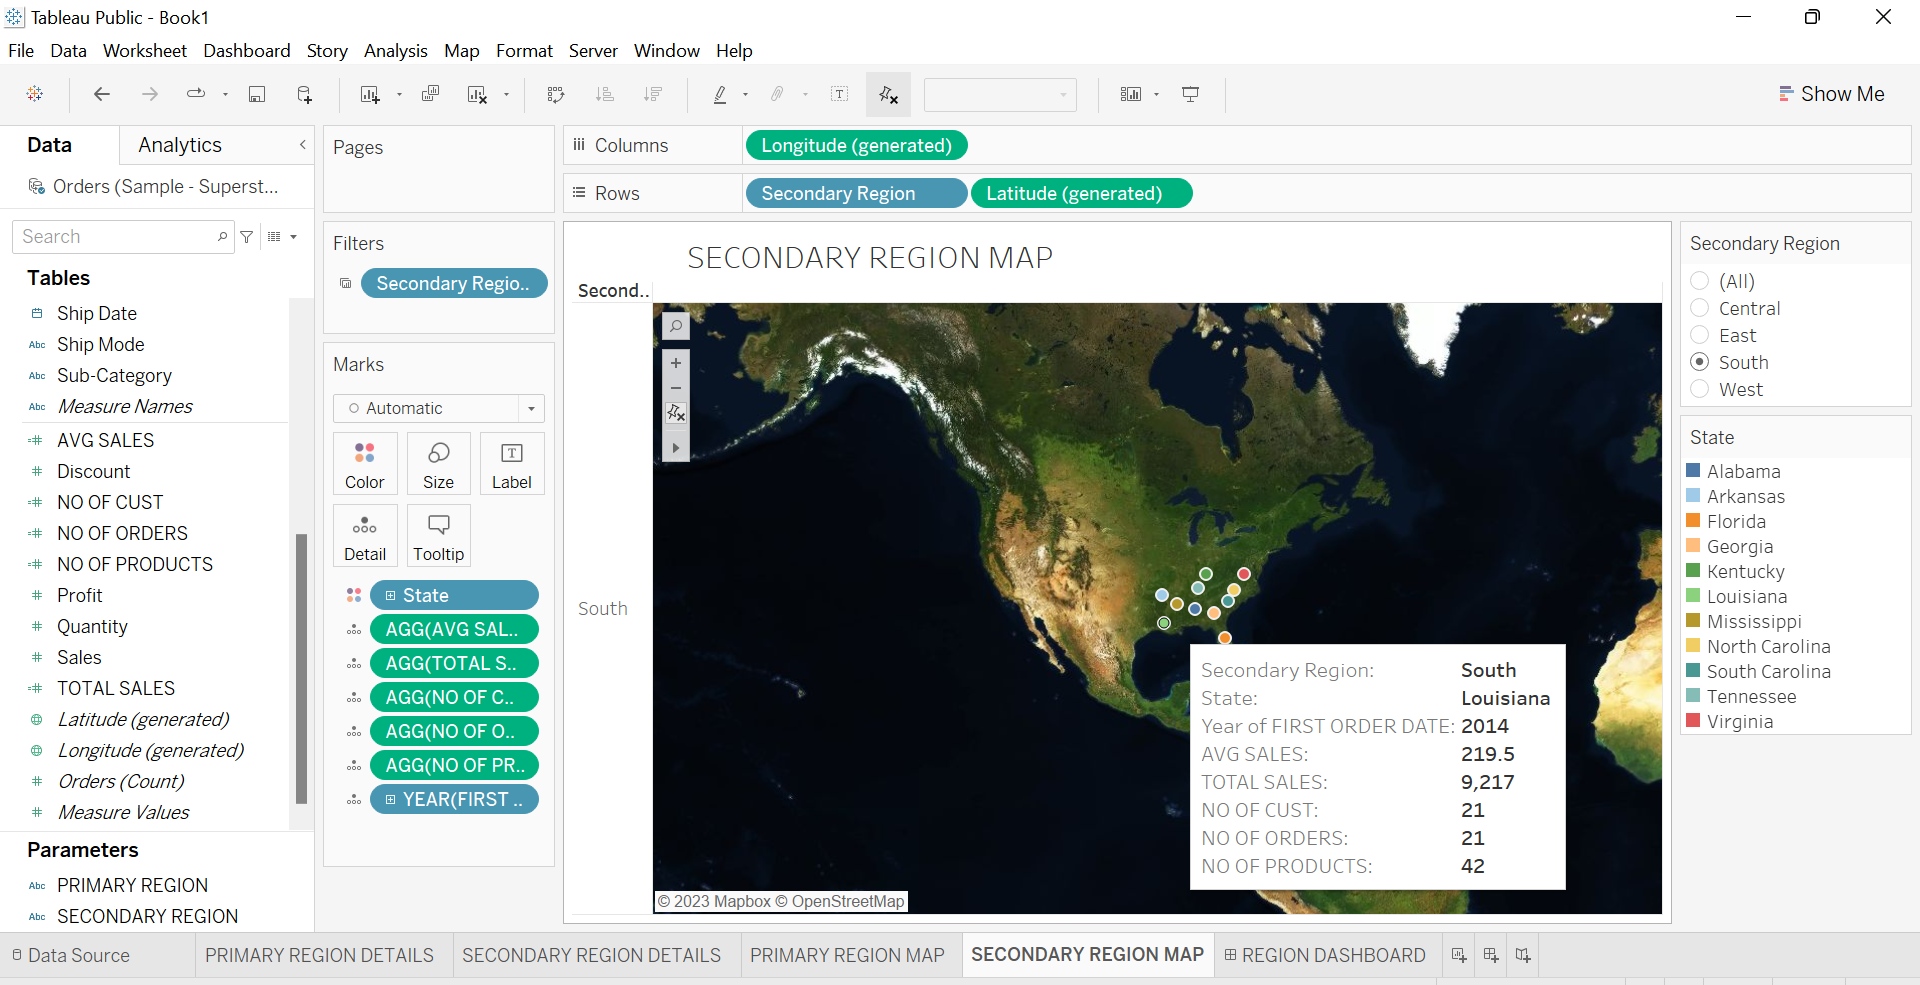 Tableau Public - Book1
File Data Worksheet Dashboard Story Analysis Map Format Server Window Help
Show Me
Data Analytics
Orders (Sample - Superst...
Search
Tables
Ship Date
Abc Ship Mode
Abc Sub-Category
Abc Measure Names
AVG SALES
Discount
NO OF CUST
NO OF ORDERS
NO OF PRODUCTS
Profit
Quantity
Sales
TOTAL SALES
Latitude (generated)
Longitude (generated)
Orders (Count)
Measure Values
Parameters
Abc PRIMARY REGION
Abc SECONDARY REGION
Pages
Filters
Secondary Regio..
Marks
Automatic
Color Size Label
Detail Tooltip
State
AGG(AVG SAL..
AGG(TOTAL S..
AGG(NO OF C..
AGG(NO OF O..
AGG(NO OF PR..
YEAR(FIRST ..
Columns Longitude (generated)
Rows Secondary Region Latitude (generated)
SECONDARY REGION MAP
Second..
South
Secondary Region: South
State: Louisiana
Year of FIRST ORDER DATE: 2014
AVG SALES: 219.5
TOTAL SALES: 9,217
NO OF CUST: 21
NO OF ORDERS: 21
NO OF PRODUCTS: 42
© 2023 Mapbox © OpenStreetMap
Secondary Region
(All)
Central
East
South
West
State
Alabama
Arkansas
Florida
Georgia
Kentucky
Louisiana
Mississippi
North Carolina
South Carolina
Tennessee
Virginia
Data Source PRIMARY REGION DETAILS SECONDARY REGION DETAILS PRIMARY REGION MAP SECONDARY REGION MAP REGION DASHBOARD